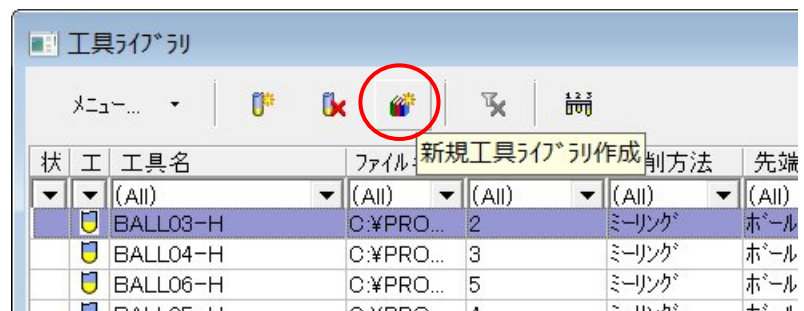 工具ﾗｲﾌﾞﾗﾘ
ﾒﾆｭｰ...
123
新規工具ﾗｲﾌﾞﾗﾘ作成
状 工 工具名 ﾌｧｲﾙ 削方法 先端
(All) (All) (All) (All) (All)
BALL03-H C:¥PRO... 2 ﾐｰﾘﾝｸﾞ ﾎﾞｰﾙ
BALL04-H C:¥PRO... 3 ﾐｰﾘﾝｸﾞ ﾎﾞｰﾙ
BALL06-H C:¥PRO... 5 ﾐｰﾘﾝｸﾞ ﾎﾞｰﾙ